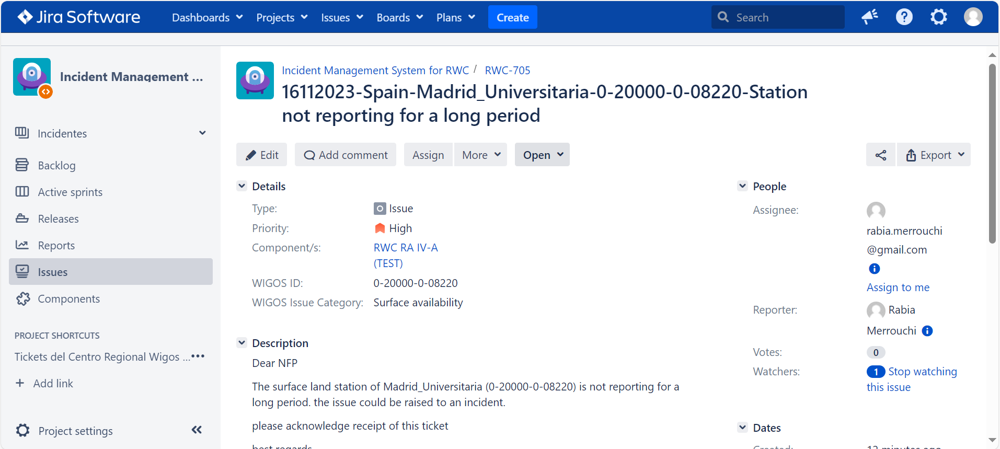 Jira Software
Dashboards
Projects
Issues
Boards
Plans
Create
Search
Incident Management ...
Incidentes
Backlog
Active sprints
Releases
Reports
Issues
Components
PROJECT SHORTCUTS
Tickets del Centro Regional Wigos ...
Add link
Project settings
Incident Management System for RWC / RWC-705
16112023-Spain-Madrid_Universitaria-0-20000-0-08220-Station
not reporting for a long period
Edit
Add comment
Assign
More
Open
Export
Details
Type: Issue
Priority: High
Component/s: RWC RA IV-A
(TEST)
WIGOS ID: 0-20000-0-08220
WIGOS Issue Category: Surface availability
Description
Dear NFP
The surface land station of Madrid_Universitaria (0-20000-0-08220) is not reporting for a
long period. the issue could be raised to an incident.
please acknowledge receipt of this ticket
best regards
People
Assignee:
rabia.merrouchi
@gmail.com
Assign to me
Reporter: Rabia
Merrouchi
Votes: 0
Watchers: 1 Stop watching
this issue
Dates
Created: 12 minutes ago